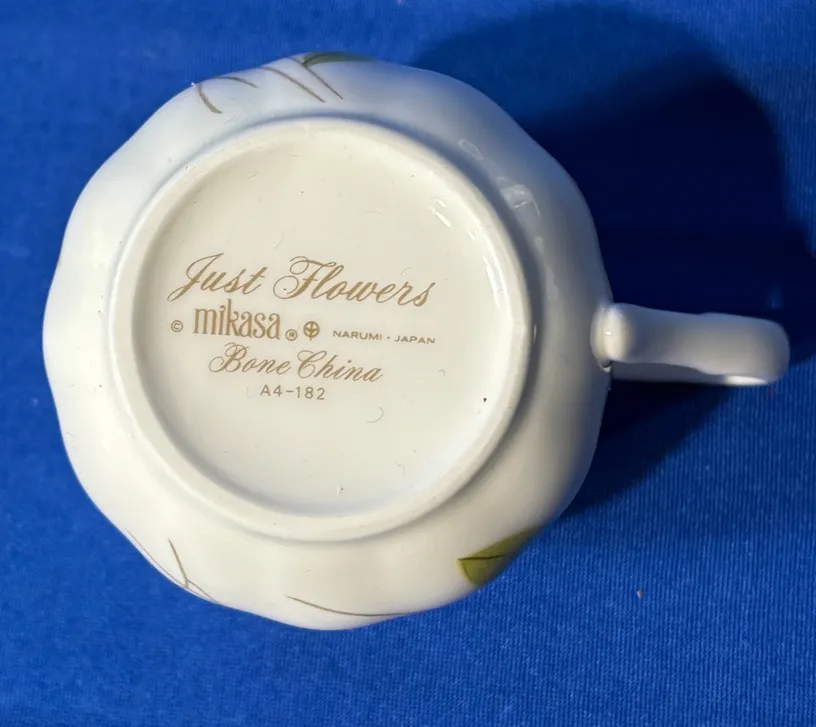 Just Flowers
© mikasa ® NARUMI · JAPAN
Bone China
A4-182